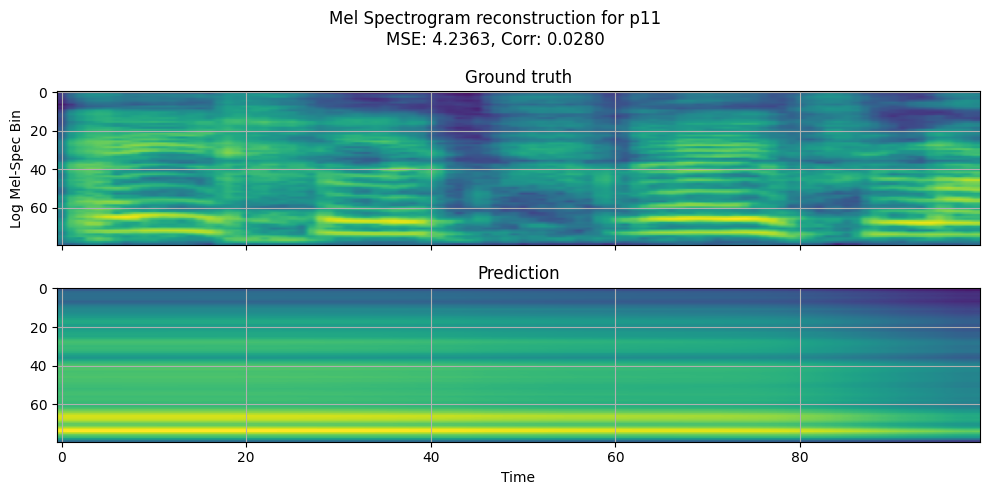 Mel Spectrogram reconstruction for p11
MSE: 4.2363, Corr: 0.0280
Ground truth
0
20
40
60
Log Mel-Spec Bin
Prediction
0
20
40
60
0 20 40 60 80
Time